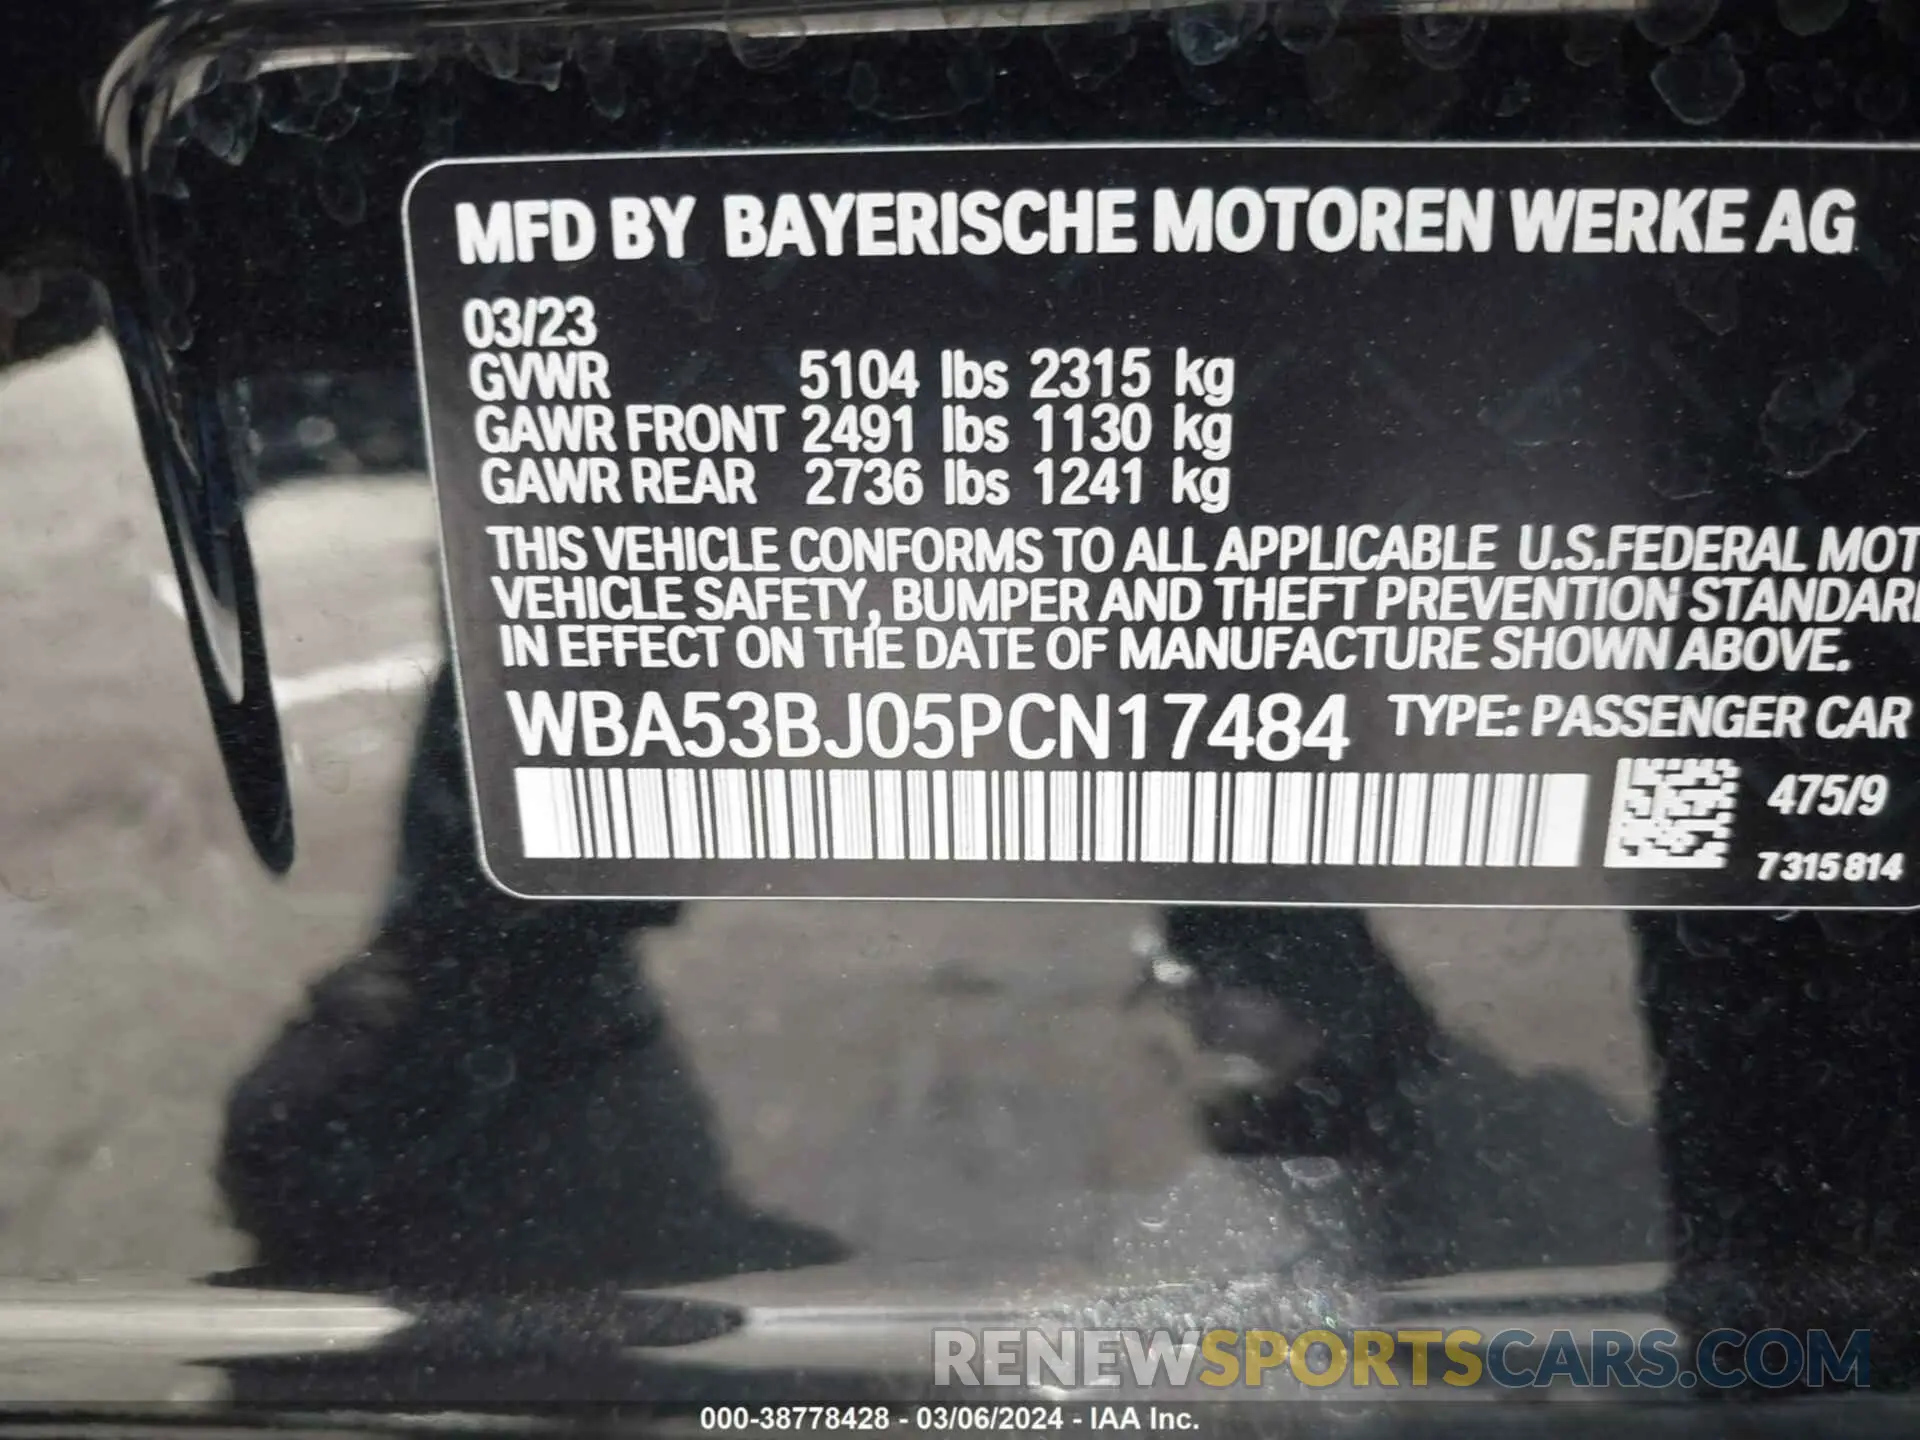 MFD BY BAYERISCHE MOTOREN WERKE AG
03/23
GVWR 5104 lbs 2315 kg
GAWR FRONT 2491 lbs 1130 kg
GAWR REAR 2736 lbs 1241 kg
THIS VEHICLE CONFORMS TO ALL APPLICABLE U.S.FEDERAL MOT
VEHICLE SAFETY, BUMPER AND THEFT PREVENTION STANDAR
IN EFFECT ON THE DATE OF MANUFACTURE SHOWN ABOVE.
WBA53BJ05PCN17484 TYPE: PASSENGER CAR
475/9
7315814
RENEWSPORTSCARS.COM
000-38778428 - 03/06/2024 - IAA Inc.